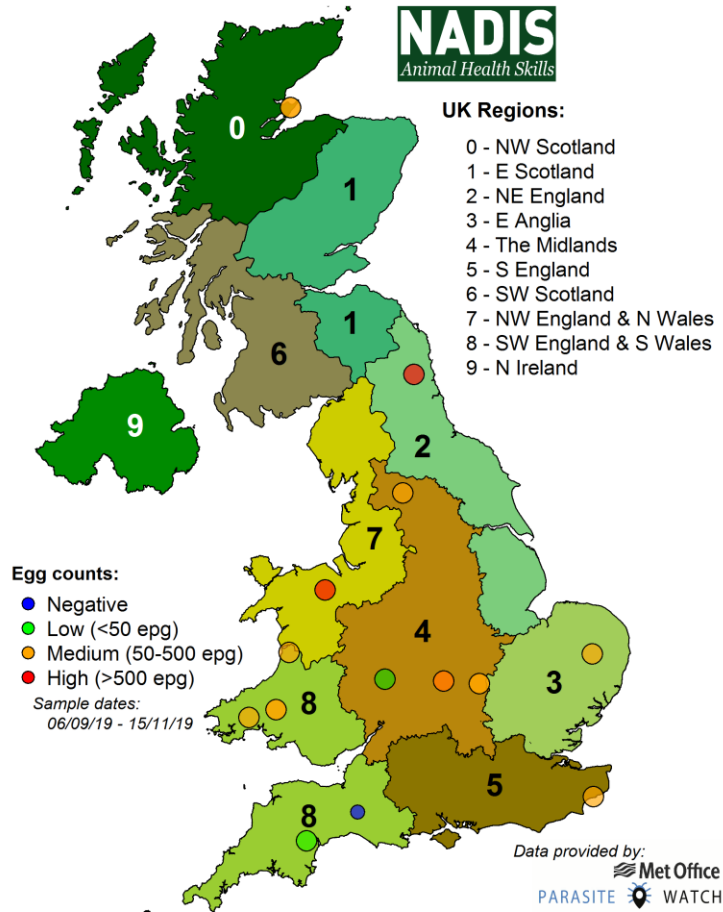 NADIS
Animal Health Skills
UK Regions:
0 - NW Scotland
1 - E Scotland
2 - NE England
3 - E Anglia
4 - The Midlands
5 - S England
6 - SW Scotland
7 - NW England & N Wales
8 - SW England & S Wales
9 - N Ireland
0
1
1
6
9
2
7
4
3
8
5
8
Egg counts:
Negative
Low (<50 epg)
Medium (50-500 epg)
High (>500 epg)
Sample dates:
06/09/19 - 15/11/19
Data provided by:
Met Office
PARASITE WATCH